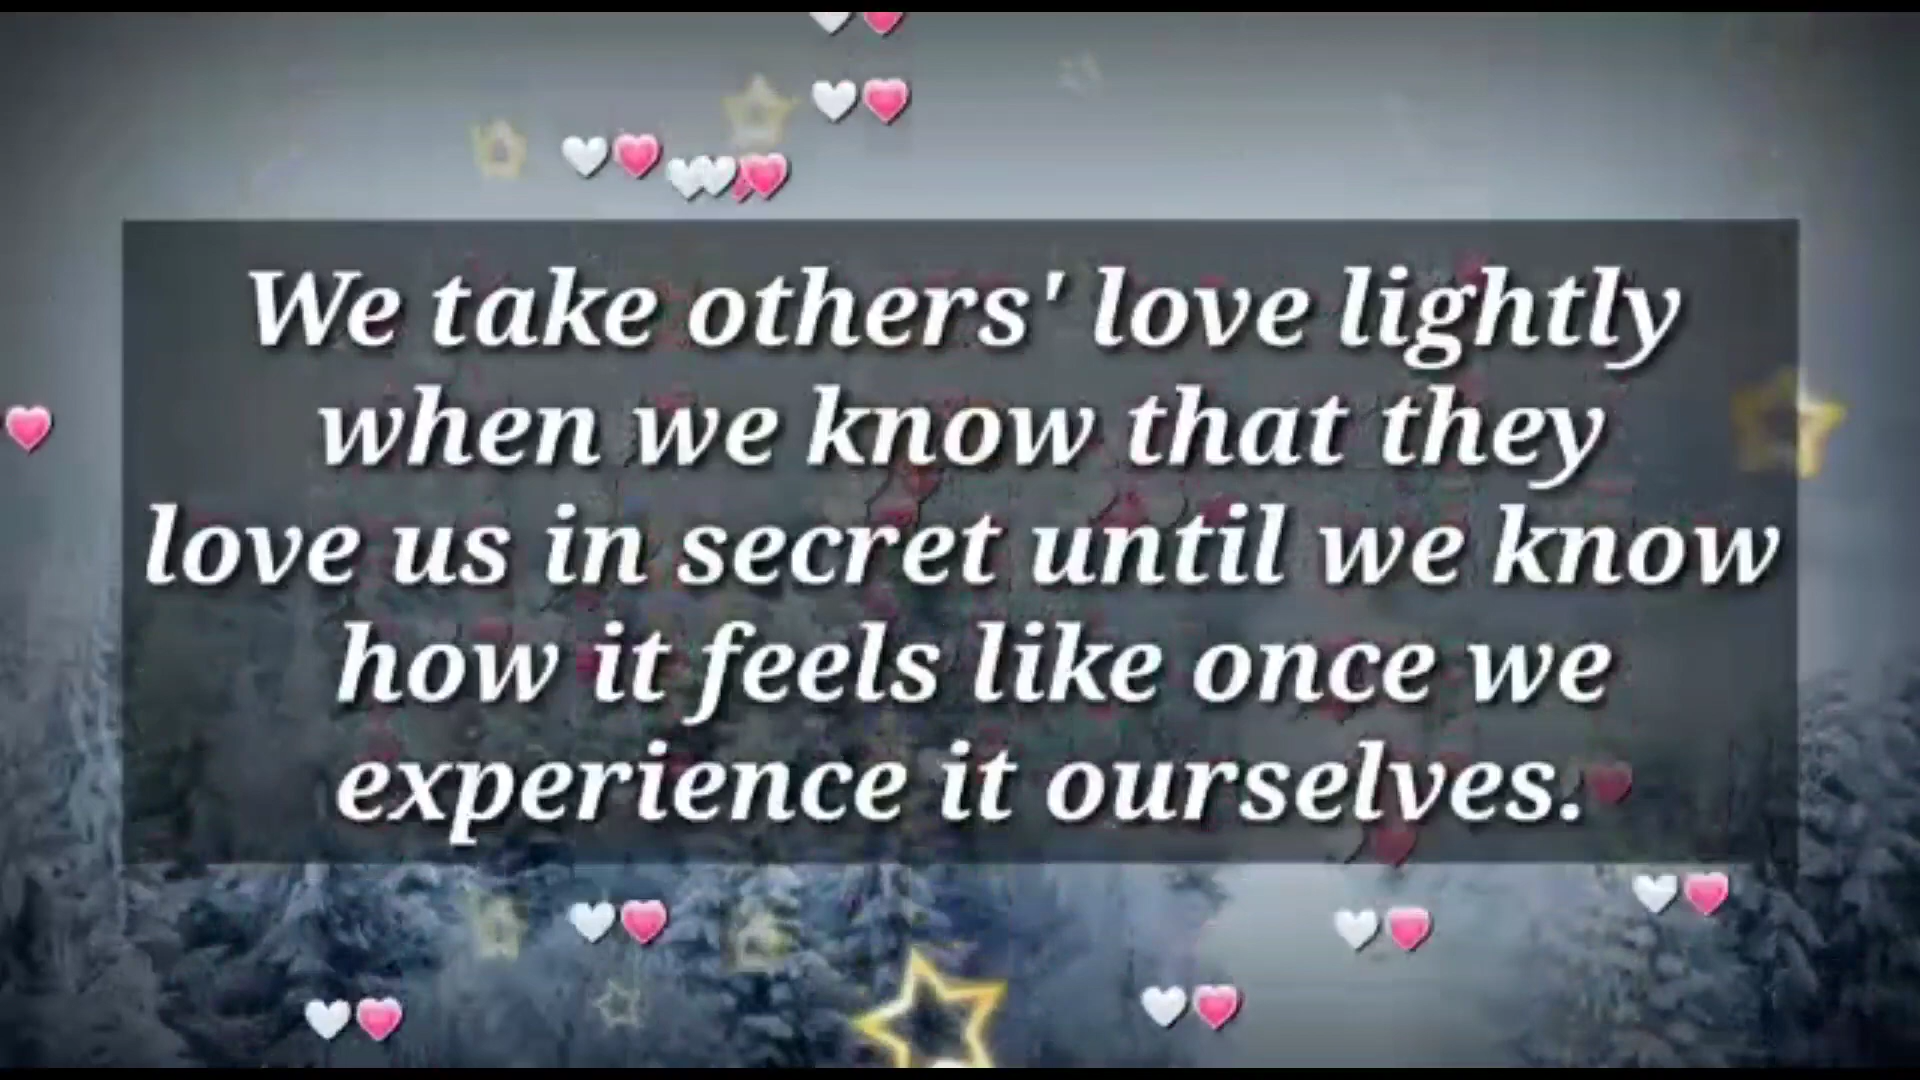 We take others' love lightly
when we know that they
love us in secret until we know
how it feels like once we
experience it ourselves.